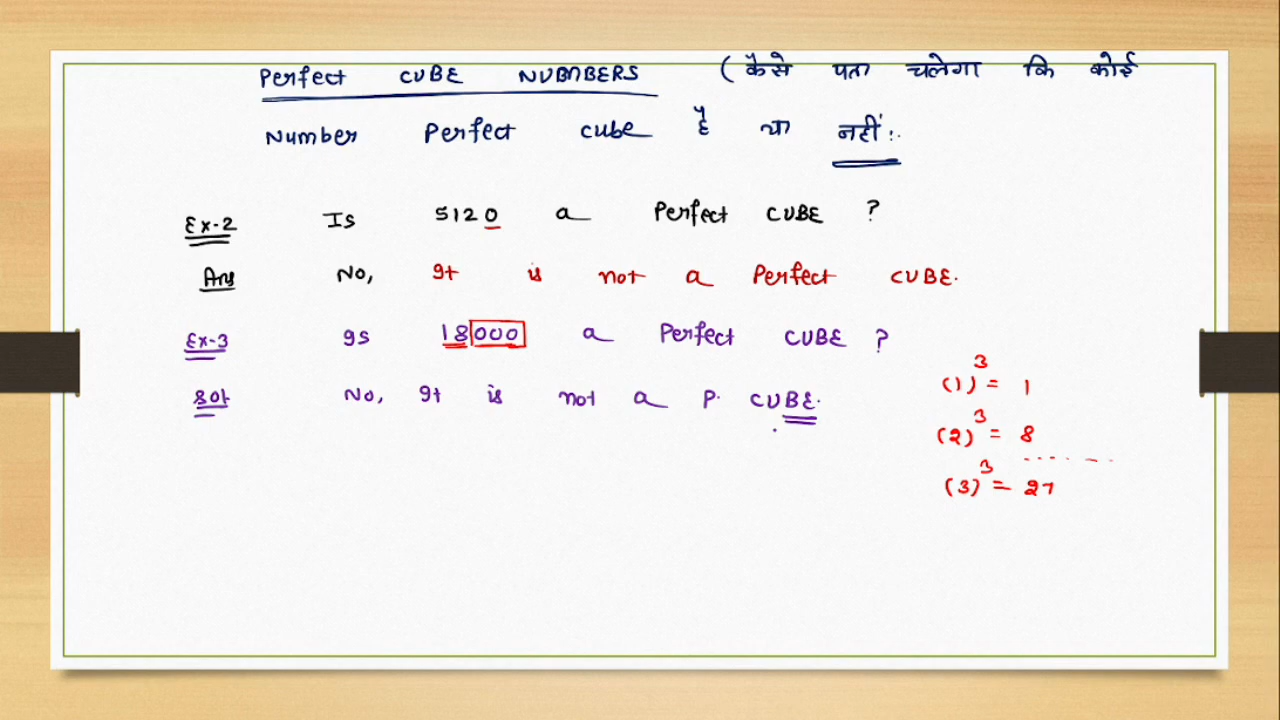 Perfect CUBE NUMBERS (कैसे पता चलेगा कि कोई
Number Perfect cube है या नहीं :.
Ex-2 Is 5120 a Perfect CUBE ?
Ans No, It is not a Perfect CUBE.
Ex-3 Is 18000 a Perfect CUBE ?
Sol No, It is not a P. CUBE.
(1)³ = 1
(2)³ = 8
(3)³ = 27